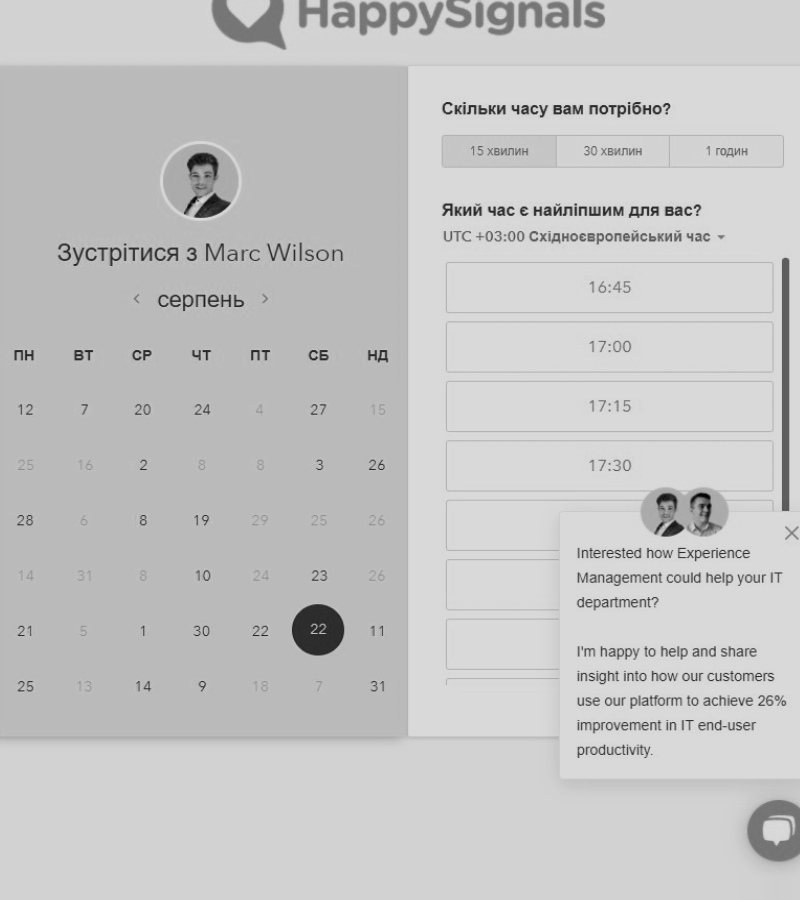 HappySignals
Зустрітися з Marc Wilson
серпень
ПН ВТ СР ЧТ ПТ СБ НД
12 7 20 24 4 27 15
25 16 2 8 8 3 26
28 6 8 19 29 25 26
14 31 8 10 24 23 26
21 5 1 30 22 22 11
25 13 14 9 18 7 31
Скільки часу вам потрібно?
15 хвилин 30 хвилин 1 годин
Який час є найліпшим для вас?
UTC +03:00 Східноєвропейський час
16:45
17:00
17:15
17:30
Interested how Experience
Management could help your IT
department?
I'm happy to help and share
insight into how our customers
use our platform to achieve 26%
improvement in IT end-user
productivity.